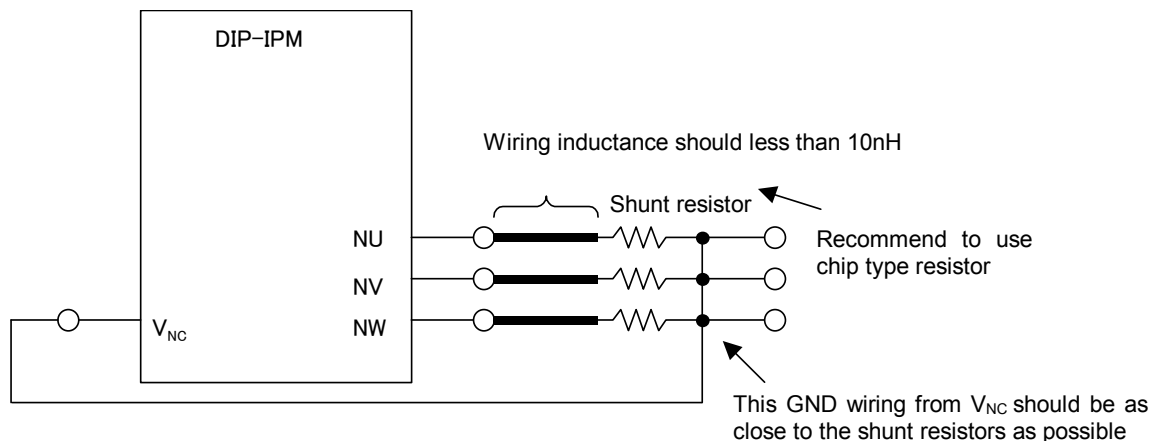 DIP-IPM
Wiring inductance should less than 10nH
Shunt resistor
NU
Recommend to use
chip type resistor
NV
VNC
NW
This GND wiring from VNC should be as
close to the shunt resistors as possible